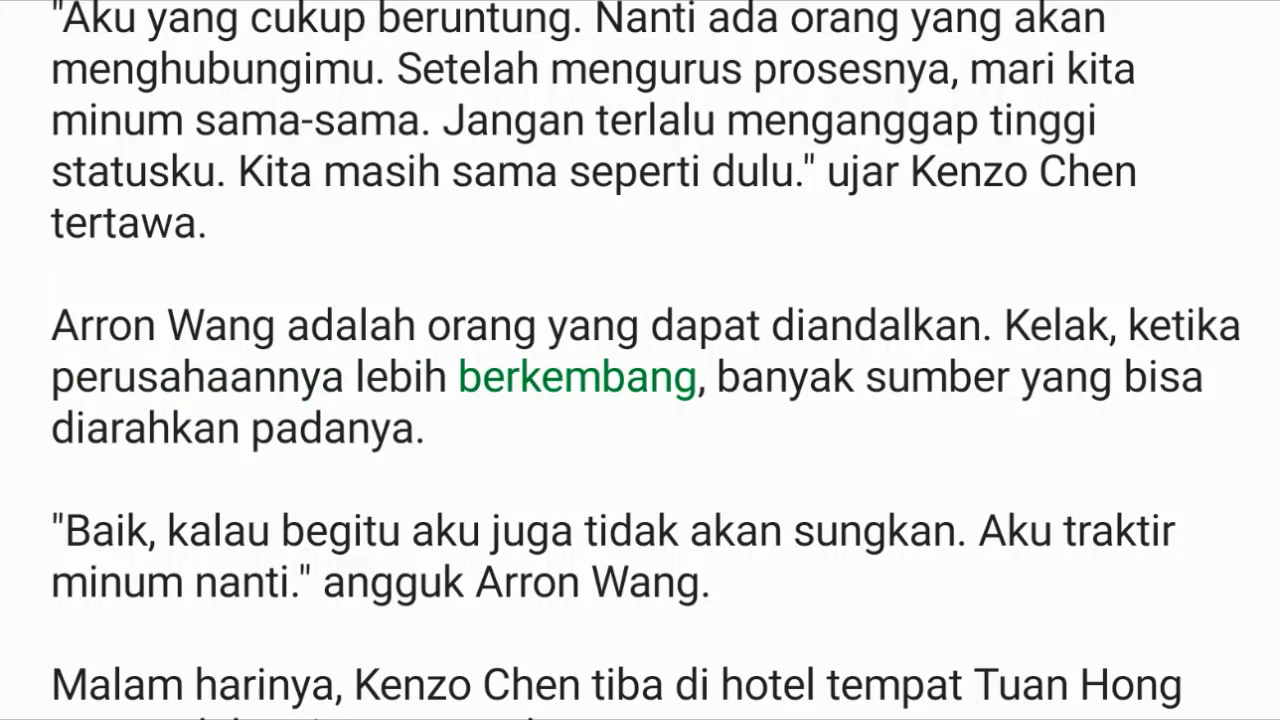 "Aku yang cukup beruntung. Nanti ada orang yang akan
menghubungimu. Setelah mengurus prosesnya, mari kita
minum sama-sama. Jangan terlalu menganggap tinggi
statusku. Kita masih sama seperti dulu." ujar Kenzo Chen
tertawa.
Arron Wang adalah orang yang dapat diandalkan. Kelak, ketika
perusahaannya lebih berkembang, banyak sumber yang bisa
diarahkan padanya.
"Baik, kalau begitu aku juga tidak akan sungkan. Aku traktir
minum nanti." angguk Arron Wang.
Malam harinya, Kenzo Chen tiba di hotel tempat Tuan Hong